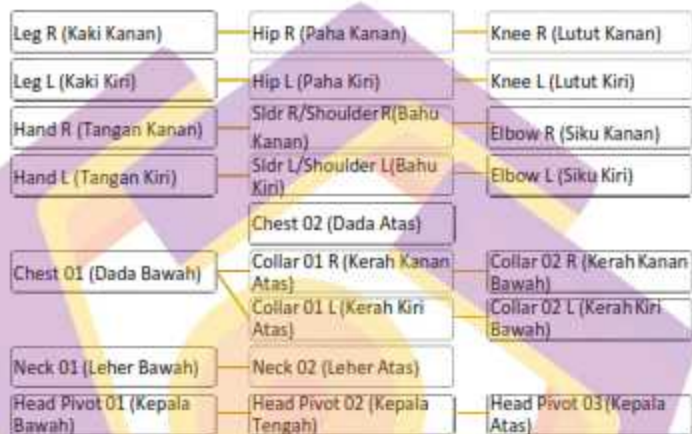 Leg R (Kaki Kanan)
Hip R (Paha Kanan)
Knee R (Lutut Kanan)
Leg L (Kaki Kiri)
Hip L (Paha Kiri)
Knee L (Lutut Kiri)
Hand R (Tangan Kanan)
Sldr R/Shoulder R(Bahu
Kanan)
Elbow R (Siku Kanan)
Hand L (Tangan Kiri)
Sldr L/Shoulder L(Bahu
Kiri)
Elbow L (Siku Kiri)
Chest 02 (Dada Atas)
Chest 01 (Dada Bawah)
Collar 01 R (Kerah Kanan
Atas)
Collar 02 R (Kerah Kanan
Bawah)
Collar 01 L (Kerah Kiri
Atas)
Collar 02 L (Kerah Kiri
Bawah)
Neck 01 (Leher Bawah)
Neck 02 (Leher Atas)
Head Pivot 01 (Kepala
Bawah)
Head Pivot 02 (Kepala
Tengah)
Head Pivot 03 (Kepala
Atas)